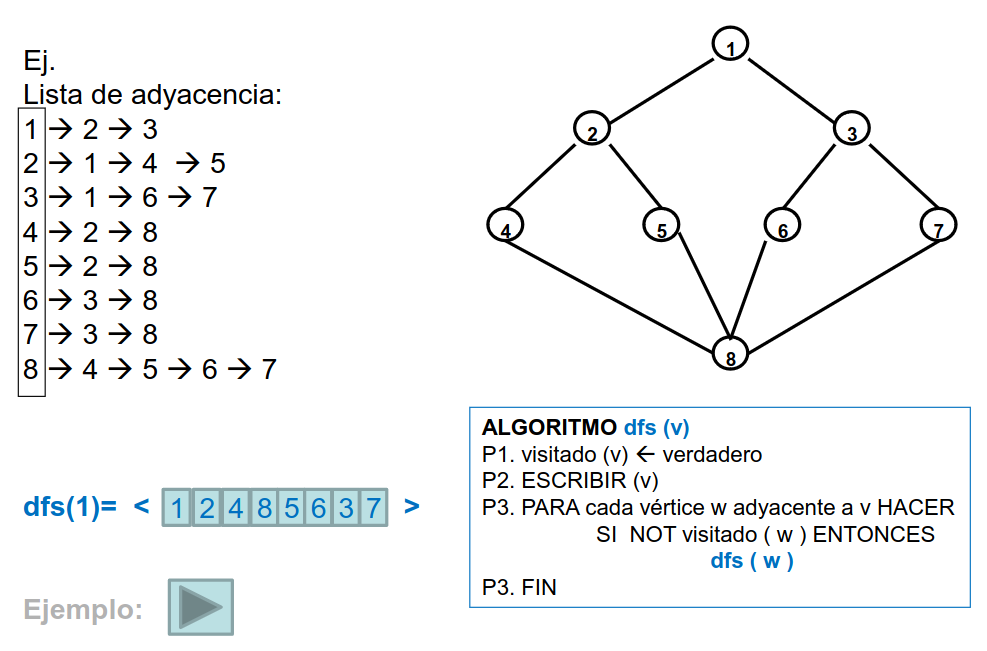 Ej.
Lista de adyacencia:
1 → 2 → 3
2 → 1 → 4 → 5
3 → 1 → 6 → 7
4 → 2 → 8
5 → 2 → 8
6 → 3 → 8
7 → 3 → 8
8 → 4 → 5 → 6 → 7
dfs(1)= < 1 2 4 8 5 6 3 7 >
Ejemplo:
1
2 3
4 5 6 7
8
ALGORITMO dfs (v)
P1. visitado (v) ← verdadero
P2. ESCRIBIR (v)
P3. PARA cada vértice w adyacente a v HACER
SI NOT visitado ( w ) ENTONCES
dfs ( w )
P3. FIN